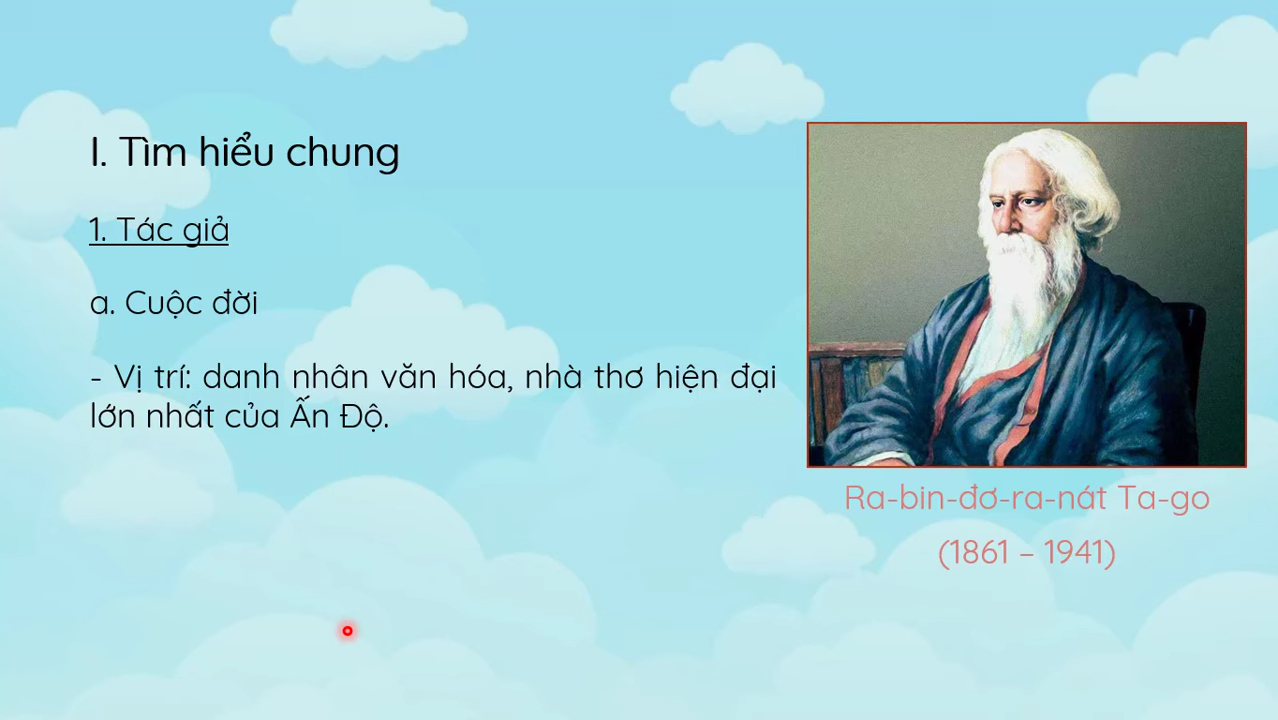 I. Tìm hiểu chung
1. Tác giả
a. Cuộc đời
- Vị trí: danh nhân văn hóa, nhà thơ hiện đại
lớn nhất của Ấn Độ.
Ra-bin-đơ-ra-nát Ta-go
(1861 – 1941)